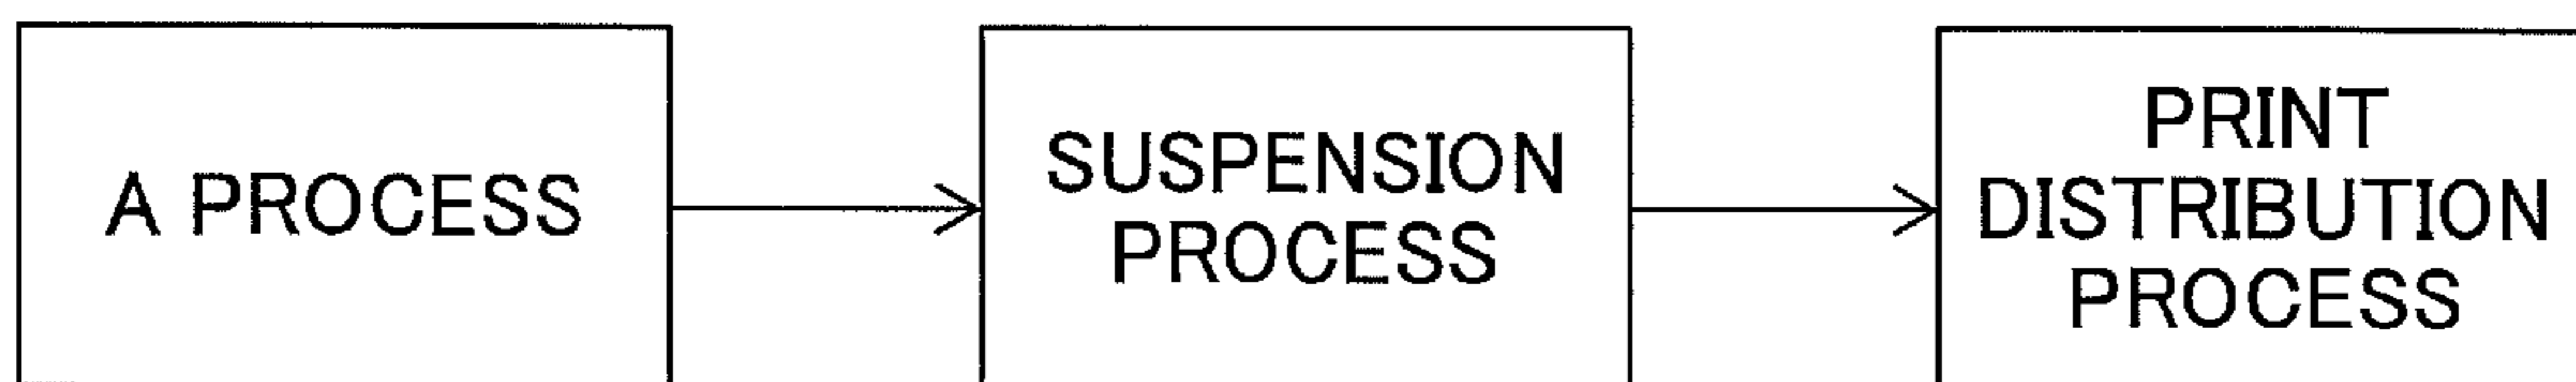 A PROCESS
SUSPENSION
PROCESS
PRINT
DISTRIBUTION
PROCESS